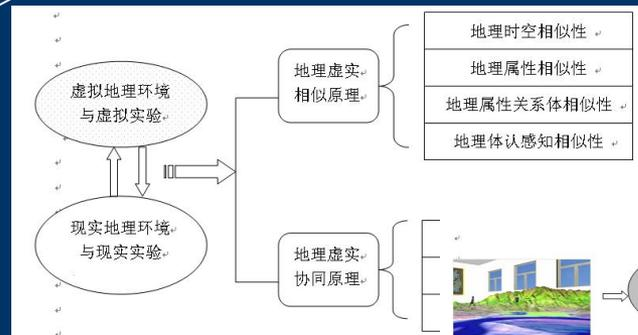 虚拟地理环境
与虚拟实验
现实地理环境
与现实实验
地理虚实
相似原理
地理时空相似性
地理属性相似性
地理属性关系体相似性
地理体认感知相似性
地理虚实
协同原理